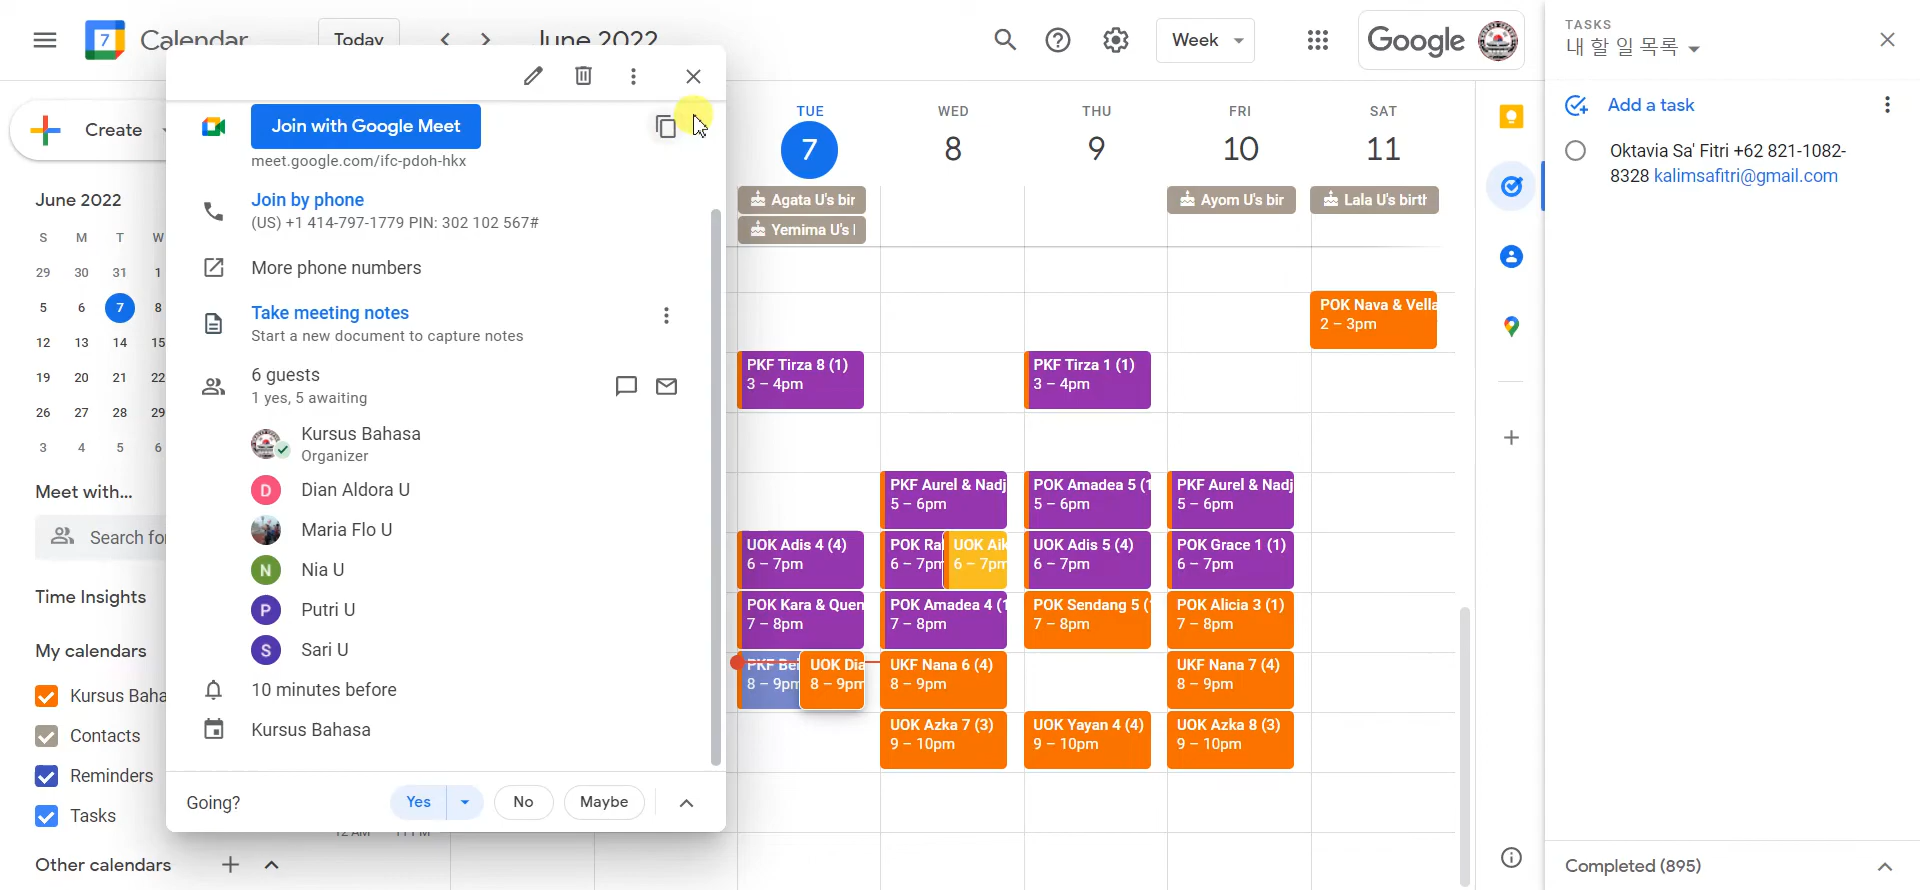 Calendar
Today
June 2022
Week
Google
TASKS
내 할 일 목록
Create
Join with Google Meet
meet.google.com/ifc-pdoh-hkx
Join by phone
(US) +1 414-797-1779 PIN: 302 102 567#
More phone numbers
Take meeting notes
Start a new document to capture notes
6 guests
1 yes, 5 awaiting
Kursus Bahasa
Organizer
D Dian Aldora U
Maria Flo U
N Nia U
P Putri U
S Sari U
10 minutes before
Kursus Bahasa
Going?
Yes
No
Maybe
June 2022
S M T W
29 30 31 1
5 6 7 8
12 13 14 15
19 20 21 22
26 27 28 29
3 4 5 6
Meet with...
Search for
Time Insights
My calendars
Kursus Baha
Contacts
Reminders
Tasks
Other calendars
TUE
7
WED
8
THU
9
FRI
10
SAT
11
Agata U's bir
Yemima U's
Ayom U's bir
Lala U's birth
POK Nava & Vella
2 – 3pm
PKF Tirza 8 (1)
3 – 4pm
PKF Tirza 1 (1)
3 – 4pm
PKF Aurel & Nadj
5 – 6pm
POK Amadea 5 (1
5 – 6pm
PKF Aurel & Nadj
5 – 6pm
UOK Adis 4 (4)
6 – 7pm
POK Ra
6 – 7pm
UOK Aik
6 – 7pm
UOK Adis 5 (4)
6 – 7pm
POK Grace 1 (1)
6 – 7pm
POK Kara & Quen
7 – 8pm
POK Amadea 4 (1
7 – 8pm
POK Sendang 5 (
7 – 8pm
POK Alicia 3 (1)
7 – 8pm
PKF Bel
8 – 9pm
UOK Dia
8 – 9pm
UKF Nana 6 (4)
8 – 9pm
UKF Nana 7 (4)
8 – 9pm
UOK Azka 7 (3)
9 – 10pm
UOK Yayan 4 (4)
9 – 10pm
UOK Azka 8 (3)
9 – 10pm
Add a task
Oktavia Sa' Fitri +62 821-1082-
8328 kalimsafitri@gmail.com
Completed (895)